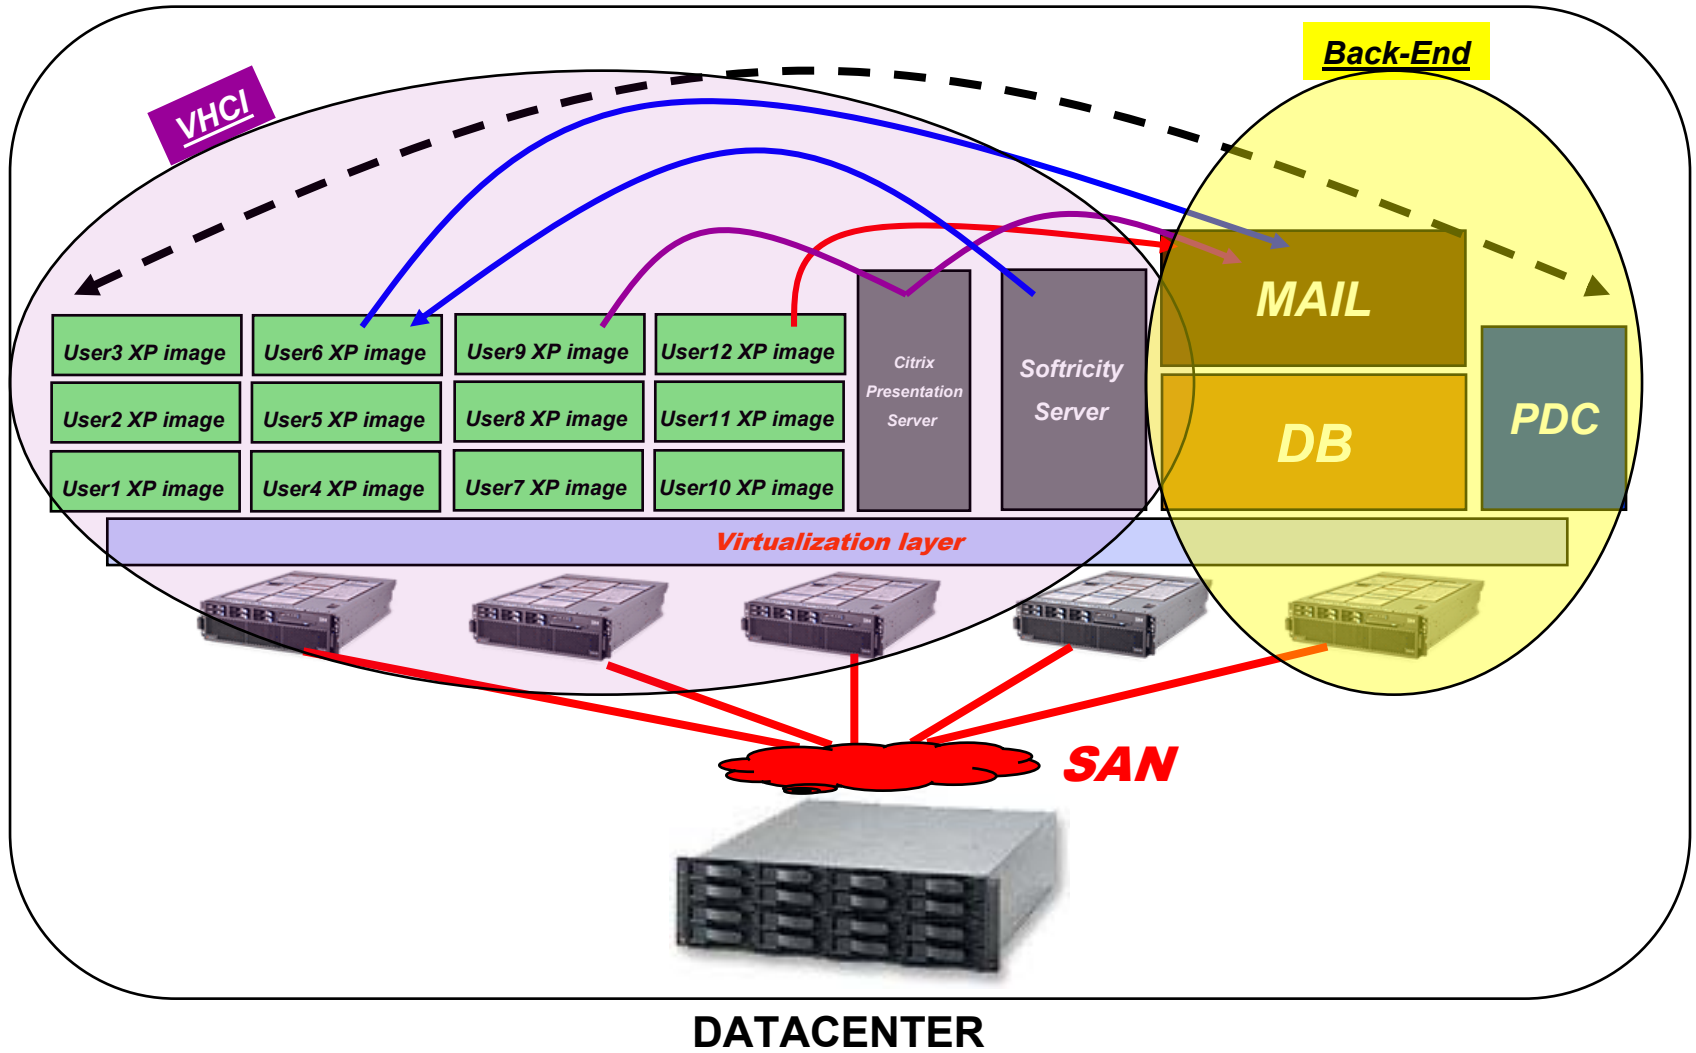 Back-End
VHCI
MAIL
User3 XP image
User6 XP image
User9 XP image
User12 XP image
Citrix
Presentation
Server
Softricity
Server
User2 XP image
User5 XP image
User8 XP image
User11 XP image
DB
PDC
User1 XP image
User4 XP image
User7 XP image
User10 XP image
Virtualization layer
SAN
DATACENTER